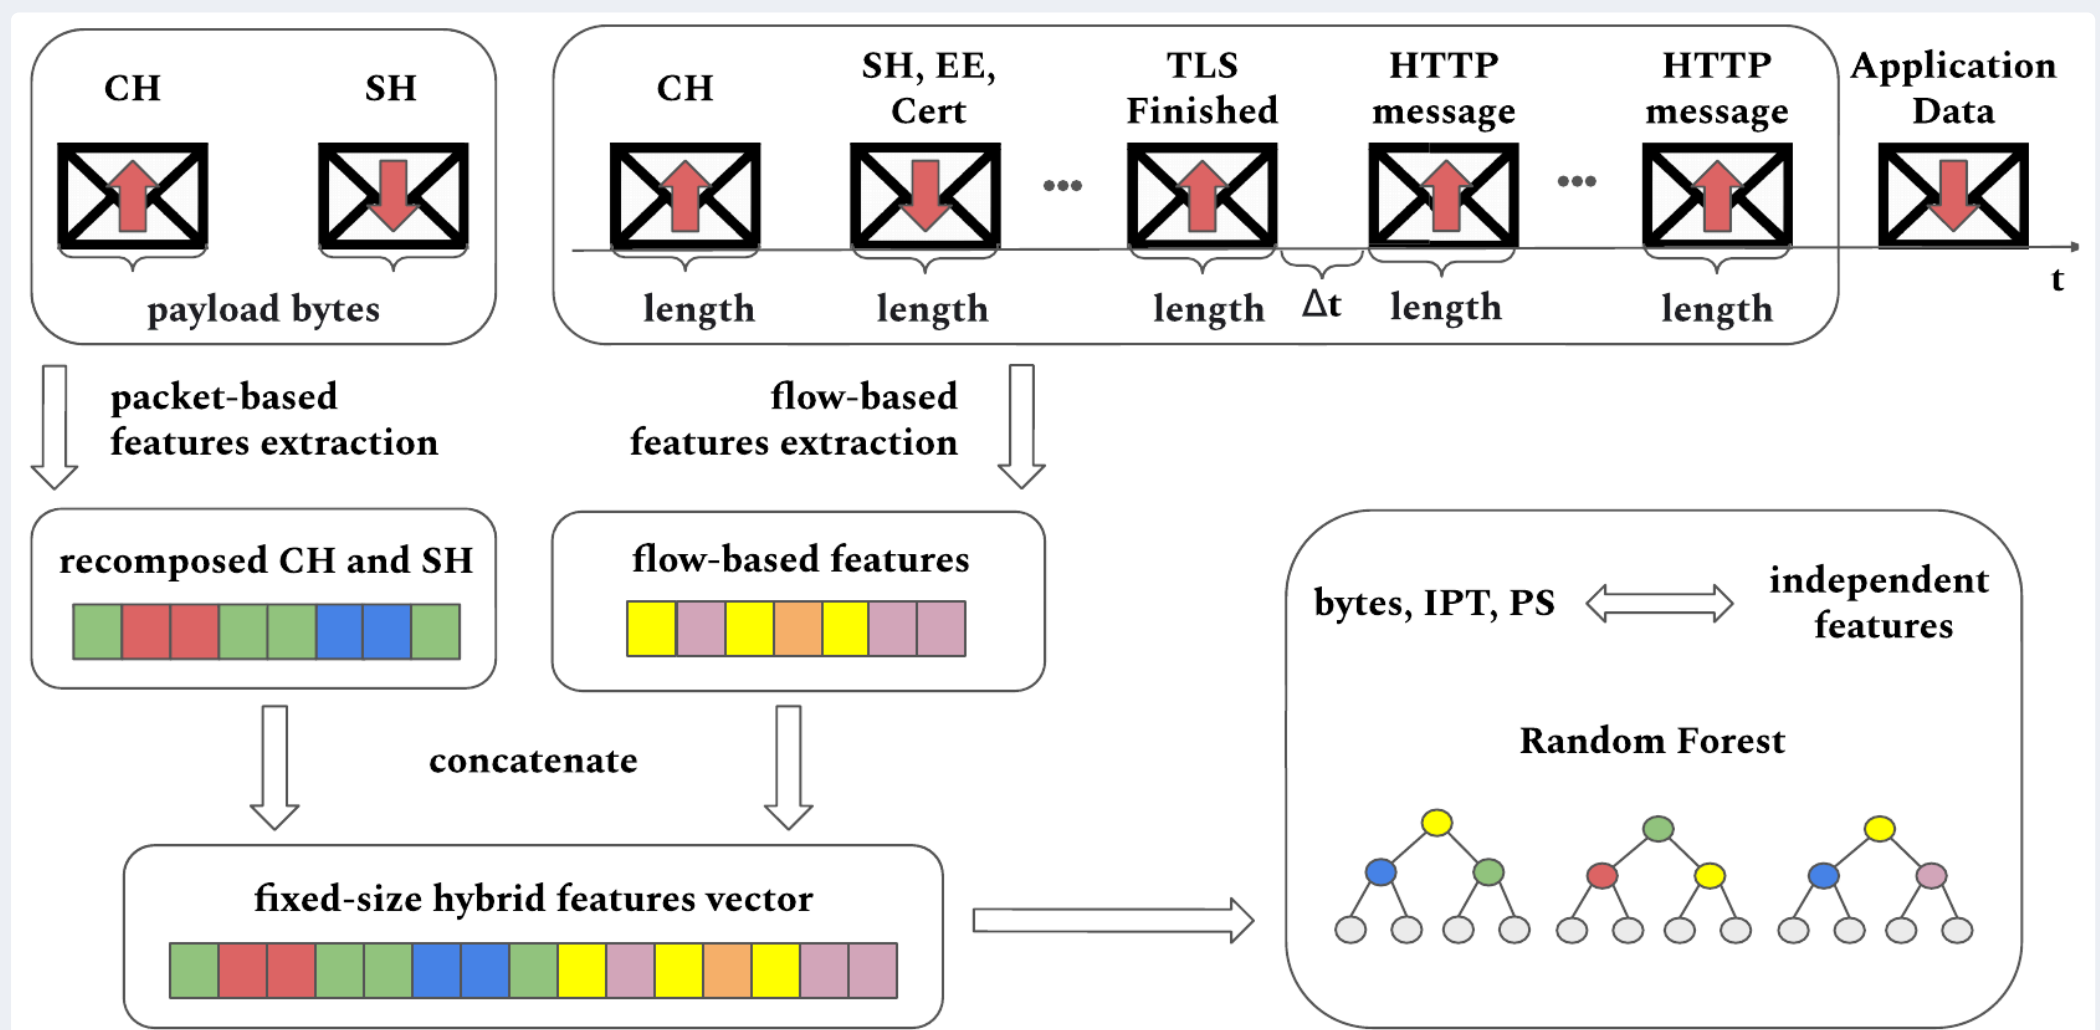 CH
SH
payload bytes
CH
SH, EE,
Cert
TLS
Finished
HTTP
message
HTTP
message
Application
Data
length
length
length
Δt
length
length
t
packet-based
features extraction
flow-based
features extraction
recomposed CH and SH
flow-based features
concatenate
fixed-size hybrid features vector
bytes, IPT, PS
independent
features
Random Forest